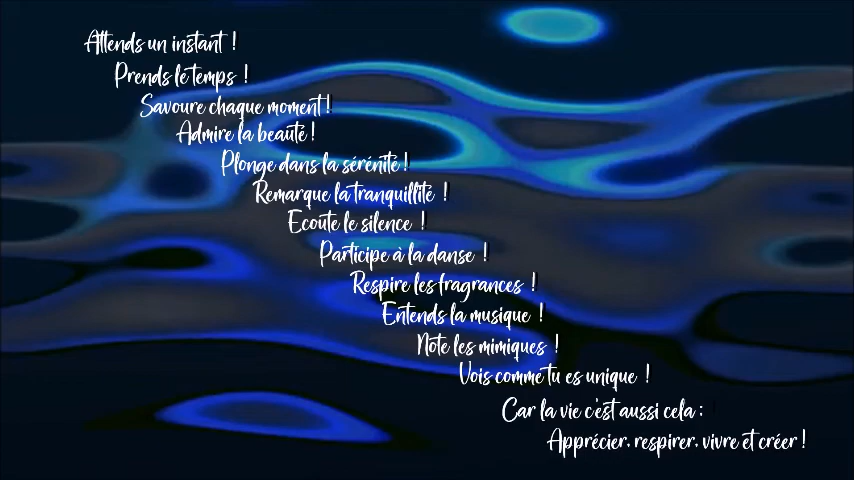 Attends un instant !
Prends le temps !
Savoure chaque moment !
Admire la beauté !
Plonge dans la sérénité !
Remarque la tranquillité !
Ecoute le silence !
Participe à la danse !
Respire les fragrances !
Entends la musique !
Note les mimiques !
Vois comme tu es unique !
Car la vie c'est aussi cela :
Apprécier, respirer, vivre et créer !